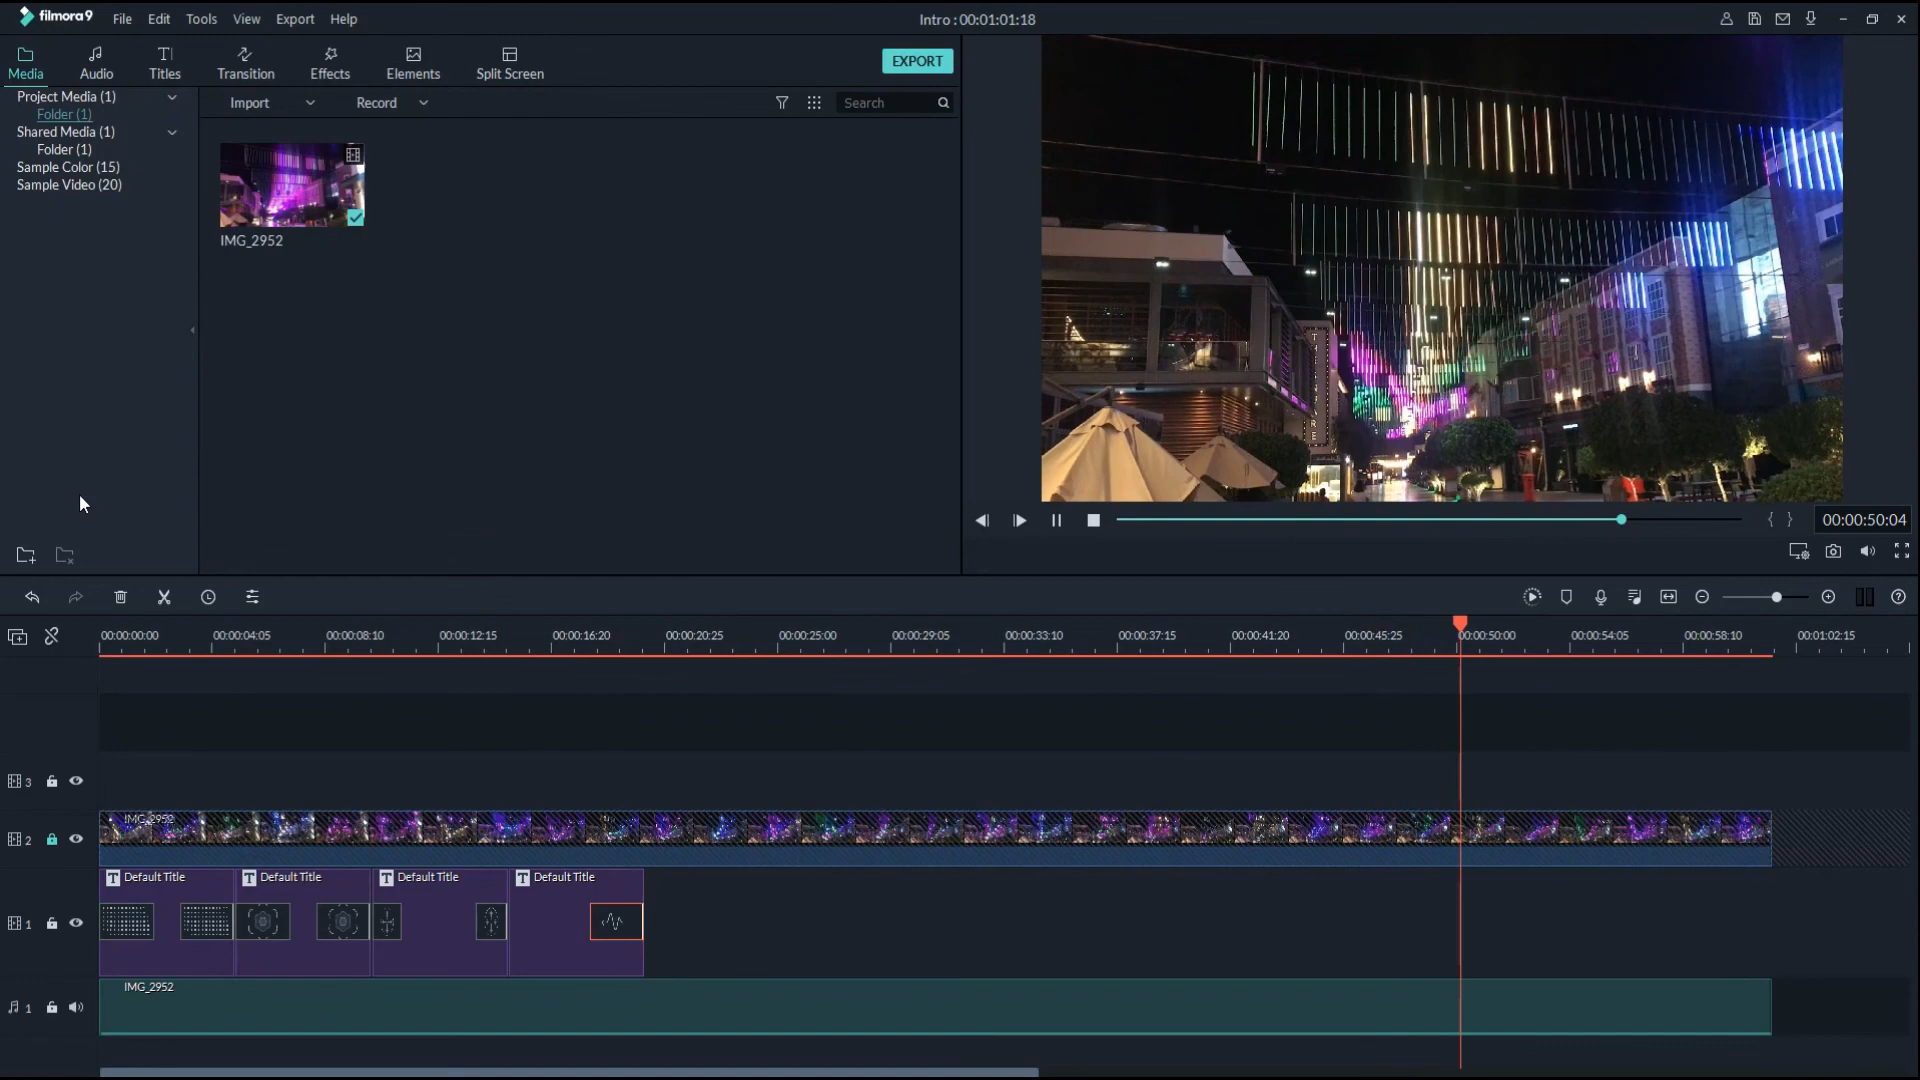 filmora9 File Edit Tools View Export Help
Intro : 00:01:01:18
Media Audio Titles Transition Effects Elements Split Screen
EXPORT
Project Media (1)
Folder (1)
Shared Media (1)
Folder (1)
Sample Color (15)
Sample Video (20)
Import Record Search
IMG_2952
00:00:50:04
00:00:00:00 00:00:04:05 00:00:08:10 00:00:12:15 00:00:16:20 00:00:20:25 00:00:25:00 00:00:29:05 00:00:33:10 00:00:37:15 00:00:41:20 00:00:45:25 00:00:50:00 00:00:54:05 00:00:58:10 00:01:02:15
3
IMG_2952
2
T Default Title T Default Title T Default Title T Default Title
1
IMG_2952
1